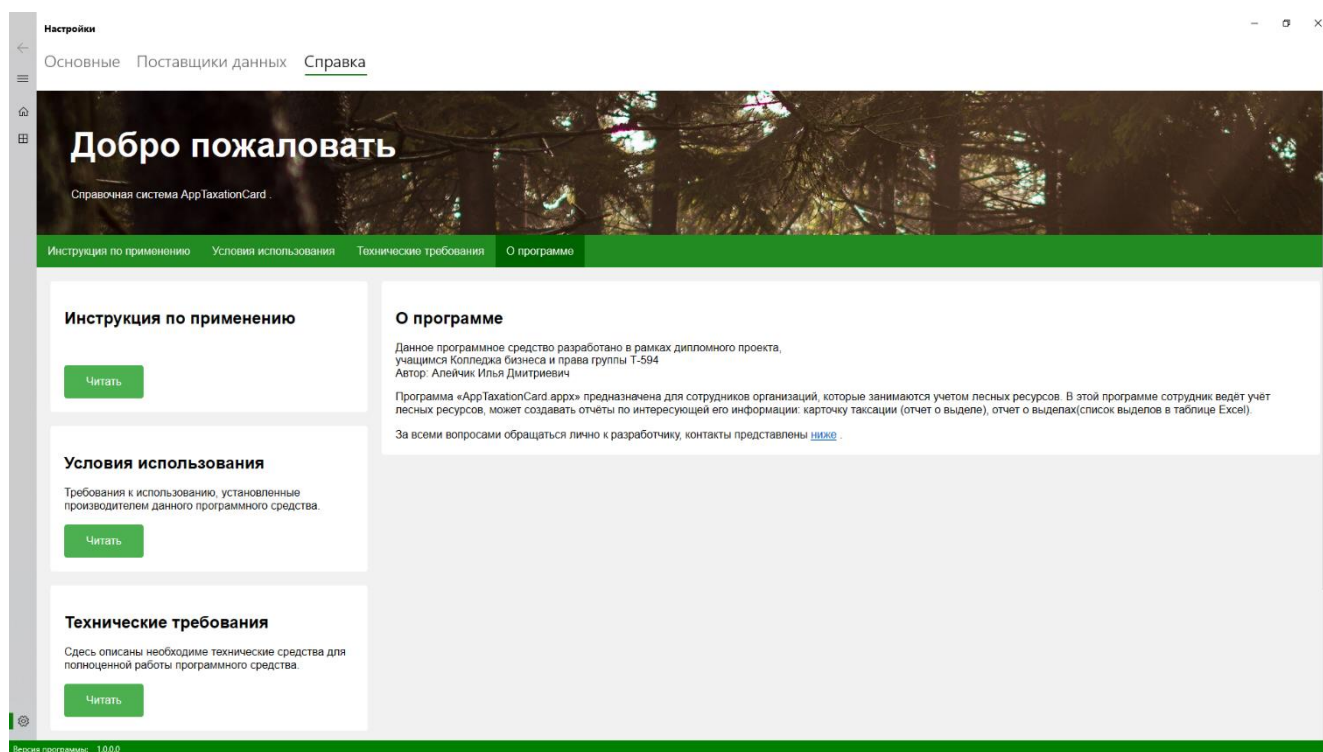 Настройки
Основные Поставщики данных Справка
Добро пожаловать
Справочная система AppTaxationCard .
Инструкция по применению Условия использования Технические требования О программе
Инструкция по применению
Читать
Условия использования
Требования к использованию, установленные
производителем данного программного средства.
Читать
Технические требования
Сдесь описаны необходиме технические средства для
полноценной работы программного средства.
Читать
О программе
Данное программное средство разработано в рамках дипломного проекта,
учащимся Колледжа бизнеса и права группы Т-594
Автор: Алейчик Илья Дмитриевич
Программа «AppTaxationCard.appx» предназначена для сотрудников организаций, которые занимаются учетом лесных ресурсов. В этой программе сотрудник ведёт учёт
лесных ресурсов, может создавать отчёты по интересующей его информации: карточку таксации (отчет о выделе), отчет о выделах(список выделов в таблице Excel).
За всеми вопросами обращаться лично к разработчику, контакты представлены ниже .
Версия программы: 1.0.0.0